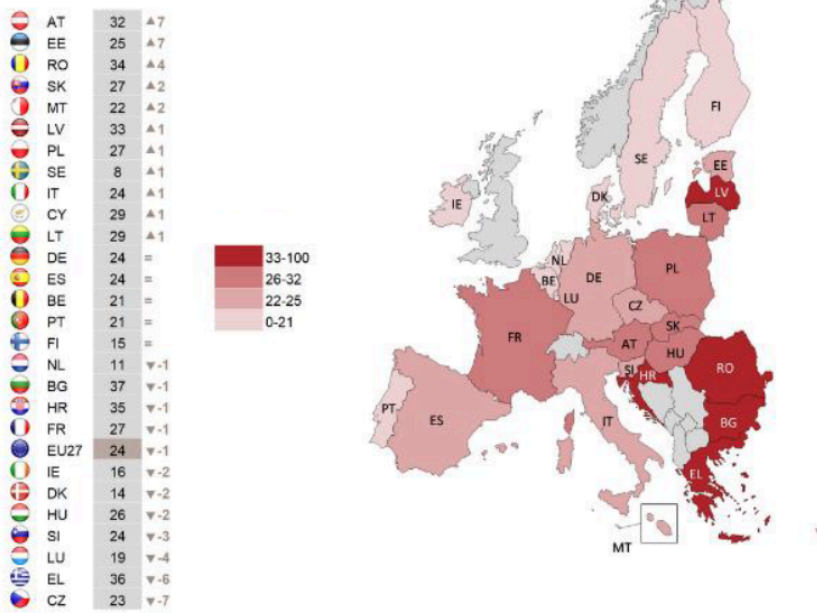 AT 32 ▲7
EE 25 ▲7
RO 34 ▲4
SK 27 ▲2
MT 22 ▲2
LV 33 ▲1
PL 27 ▲1
SE 8 ▲1
IT 24 ▲1
CY 29 ▲1
LT 29 ▲1
DE 24 =
ES 24 =
BE 21 =
PT 21 =
FI 15 =
NL 11 ▼-1
BG 37 ▼-1
HR 35 ▼-1
FR 27 ▼-1
EU27 24 ▼-1
IE 16 ▼-2
DK 14 ▼-2
HU 26 ▼-2
SI 24 ▼-3
LU 19 ▼-4
EL 36 ▼-6
CZ 23 ▼-7
33-100
26-32
22-25
0-21
FI
SE
EE
LV
DK
LT
IE
NL
PL
BE
DE
LU
CZ
SK
FR
AT
HU
SI
HR
RO
PT
ES
IT
BG
EL
MT